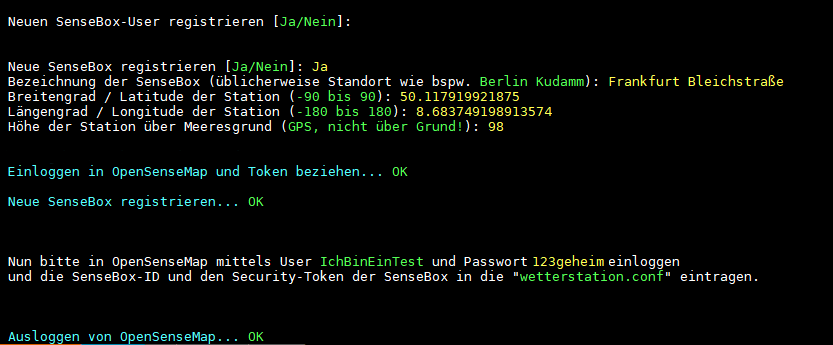 Neuen SenseBox-User registrieren [Ja/Nein]:
Neue SenseBox registrieren [Ja/Nein]: Ja
Bezeichnung der SenseBox (üblicherweise Standort wie bspw. Berlin Kudamm): Frankfurt Bleichstraße
Breitengrad / Latitude der Station (-90 bis 90): 50.117919921875
Längengrad / Longitude der Station (-180 bis 180): 8.683749198913574
Höhe der Station über Meeresgrund (GPS, nicht über Grund!): 98
Einloggen in OpenSenseMap und Token beziehen... OK
Neue SenseBox registrieren... OK
Nun bitte in OpenSenseMap mittels User IchBinEinTest und Passwort 123geheim einloggen
und die SenseBox-ID und den Security-Token der SenseBox in die "wetterstation.conf" eintragen.
Ausloggen von OpenSenseMap... OK